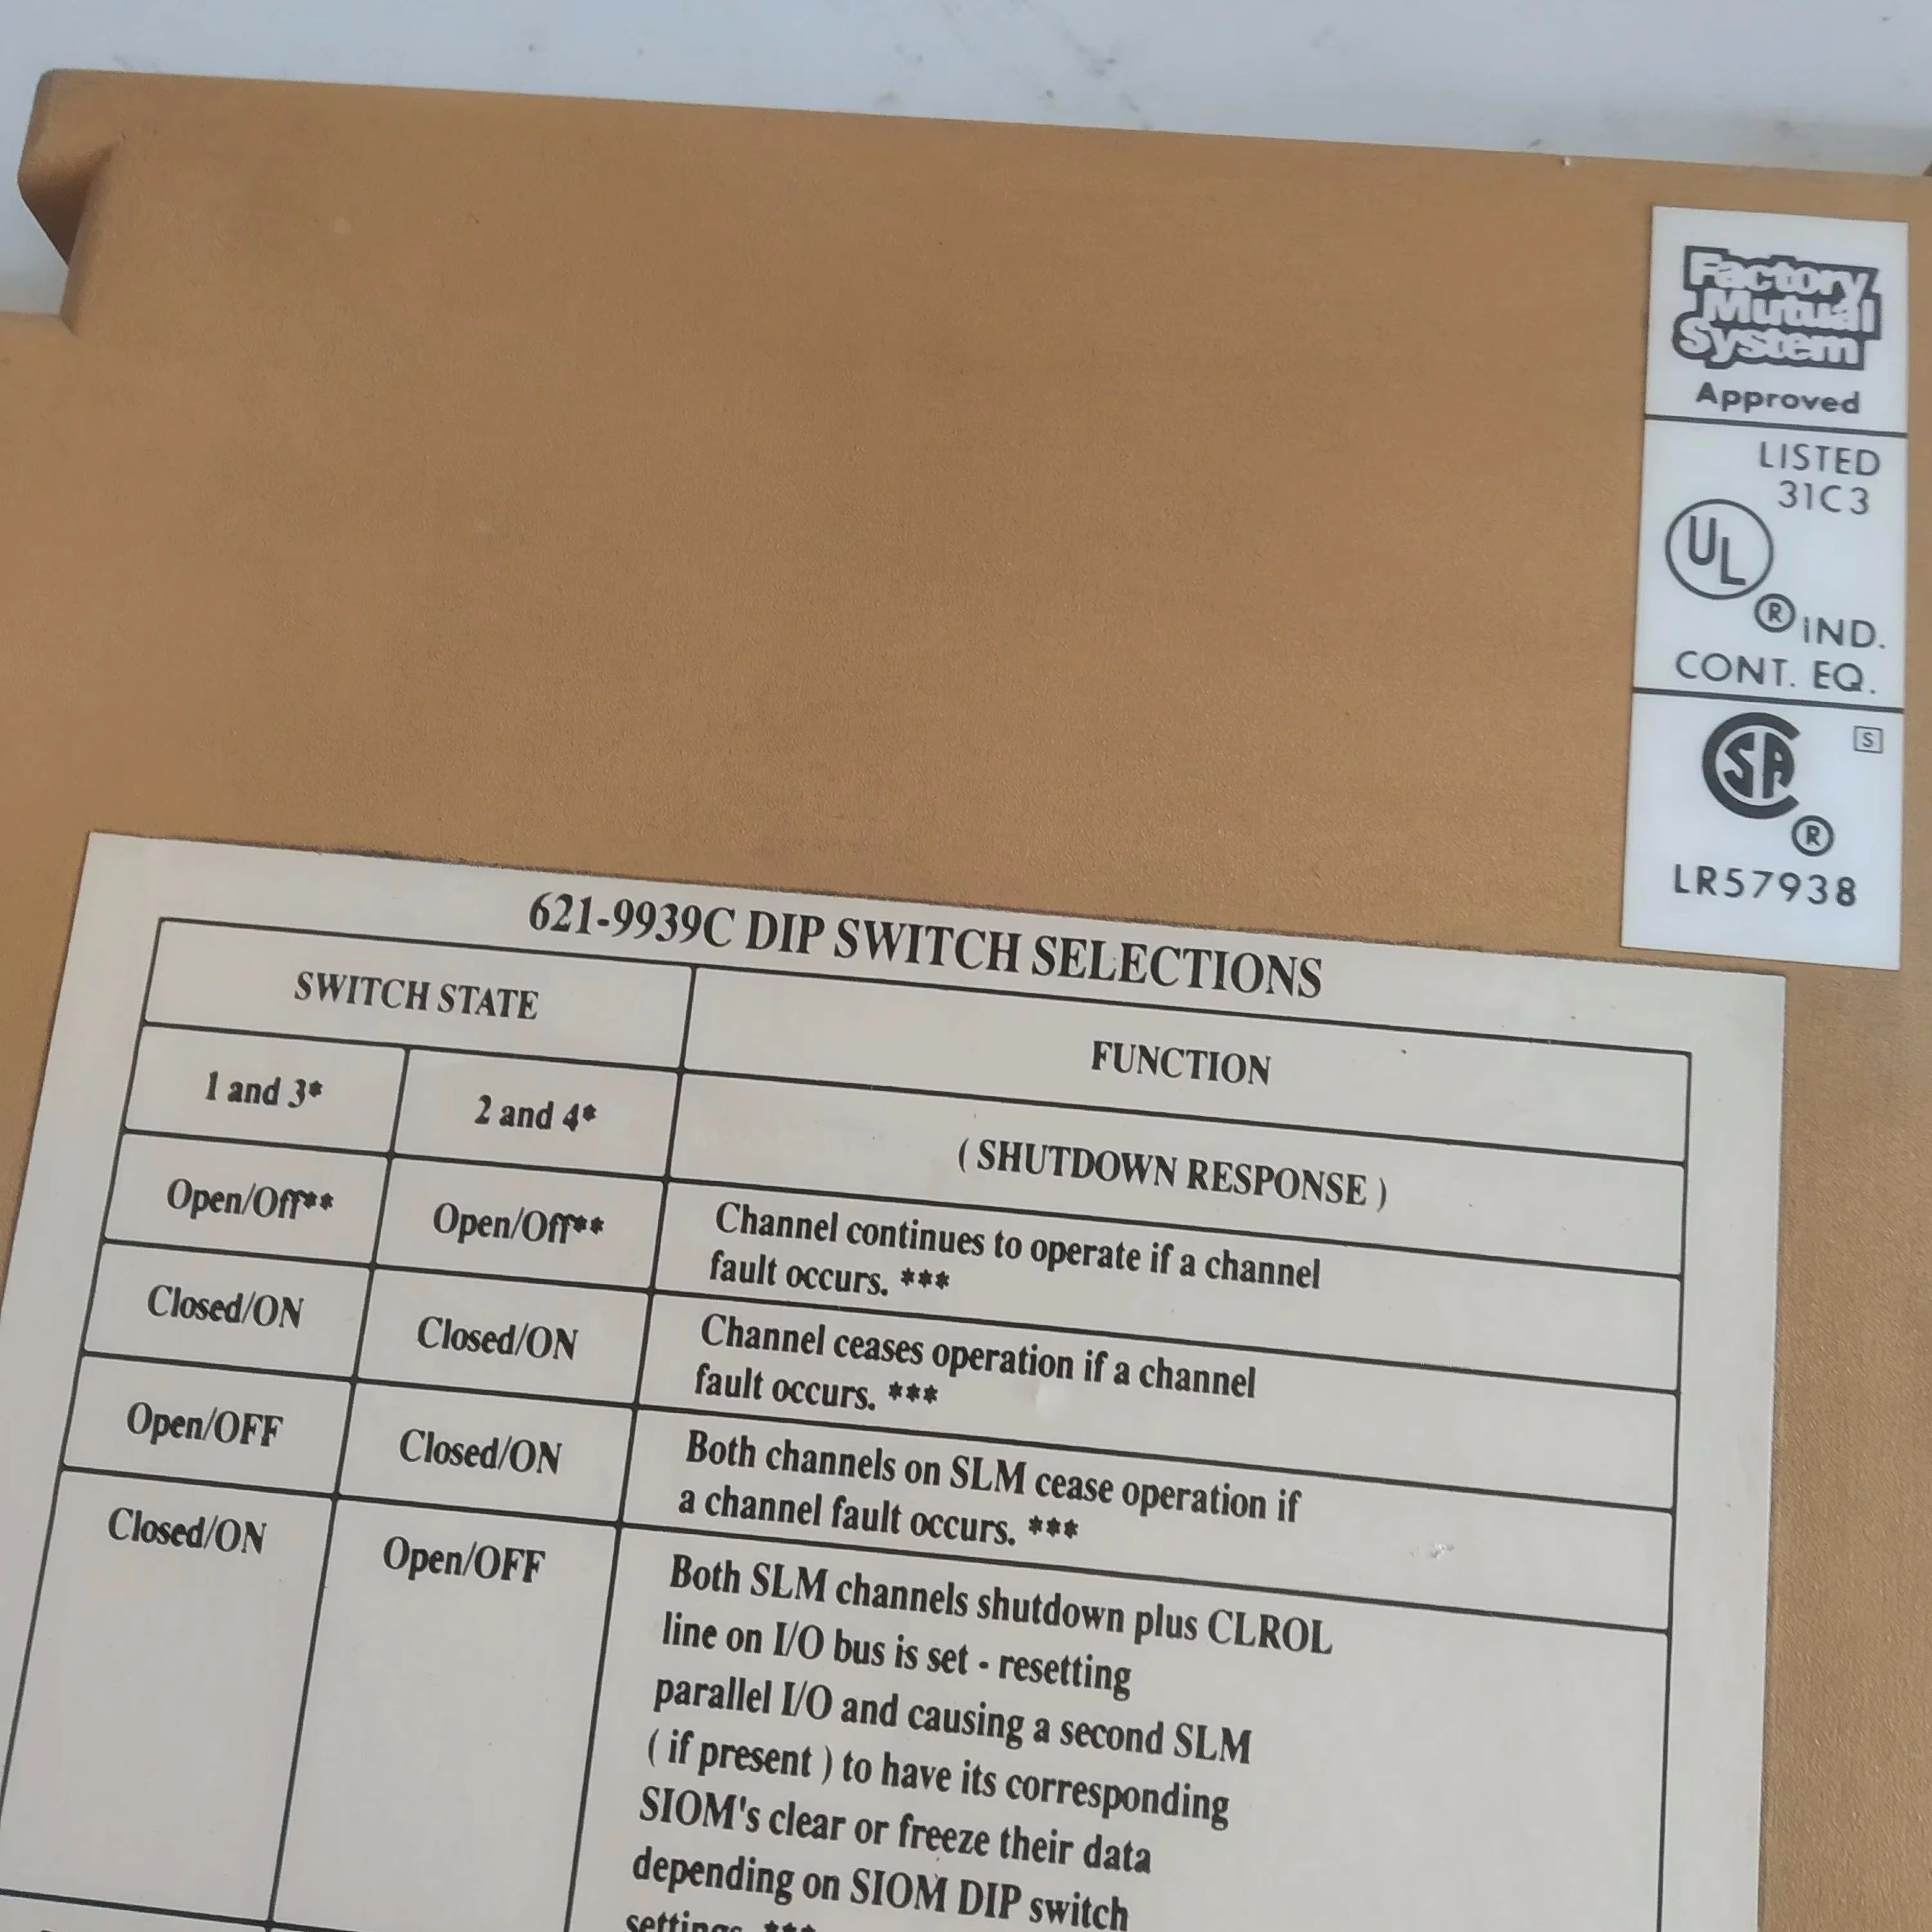 Factory
Mutual
System
Approved
LISTED
31C3
UL
® IND.
CONT. EQ.
SA
S
®
LR57938
621-9939C DIP SWITCH SELECTIONS
SWITCH STATE
FUNCTION
1 and 3*
2 and 4*
( SHUTDOWN RESPONSE )
Open/Off**
Open/Off**
Channel continues to operate if a channel
fault occurs. ***
Closed/ON
Closed/ON
Channel ceases operation if a channel
fault occurs. ***
Open/OFF
Closed/ON
Both channels on SLM cease operation if
a channel fault occurs. ***
Closed/ON
Open/OFF
Both SLM channels shutdown plus CLROL
line on I/O bus is set - resetting
parallel I/O and causing a second SLM
( if present ) to have its corresponding
SIOM's clear or freeze their data
depending on SIOM DIP switch
settings. ***